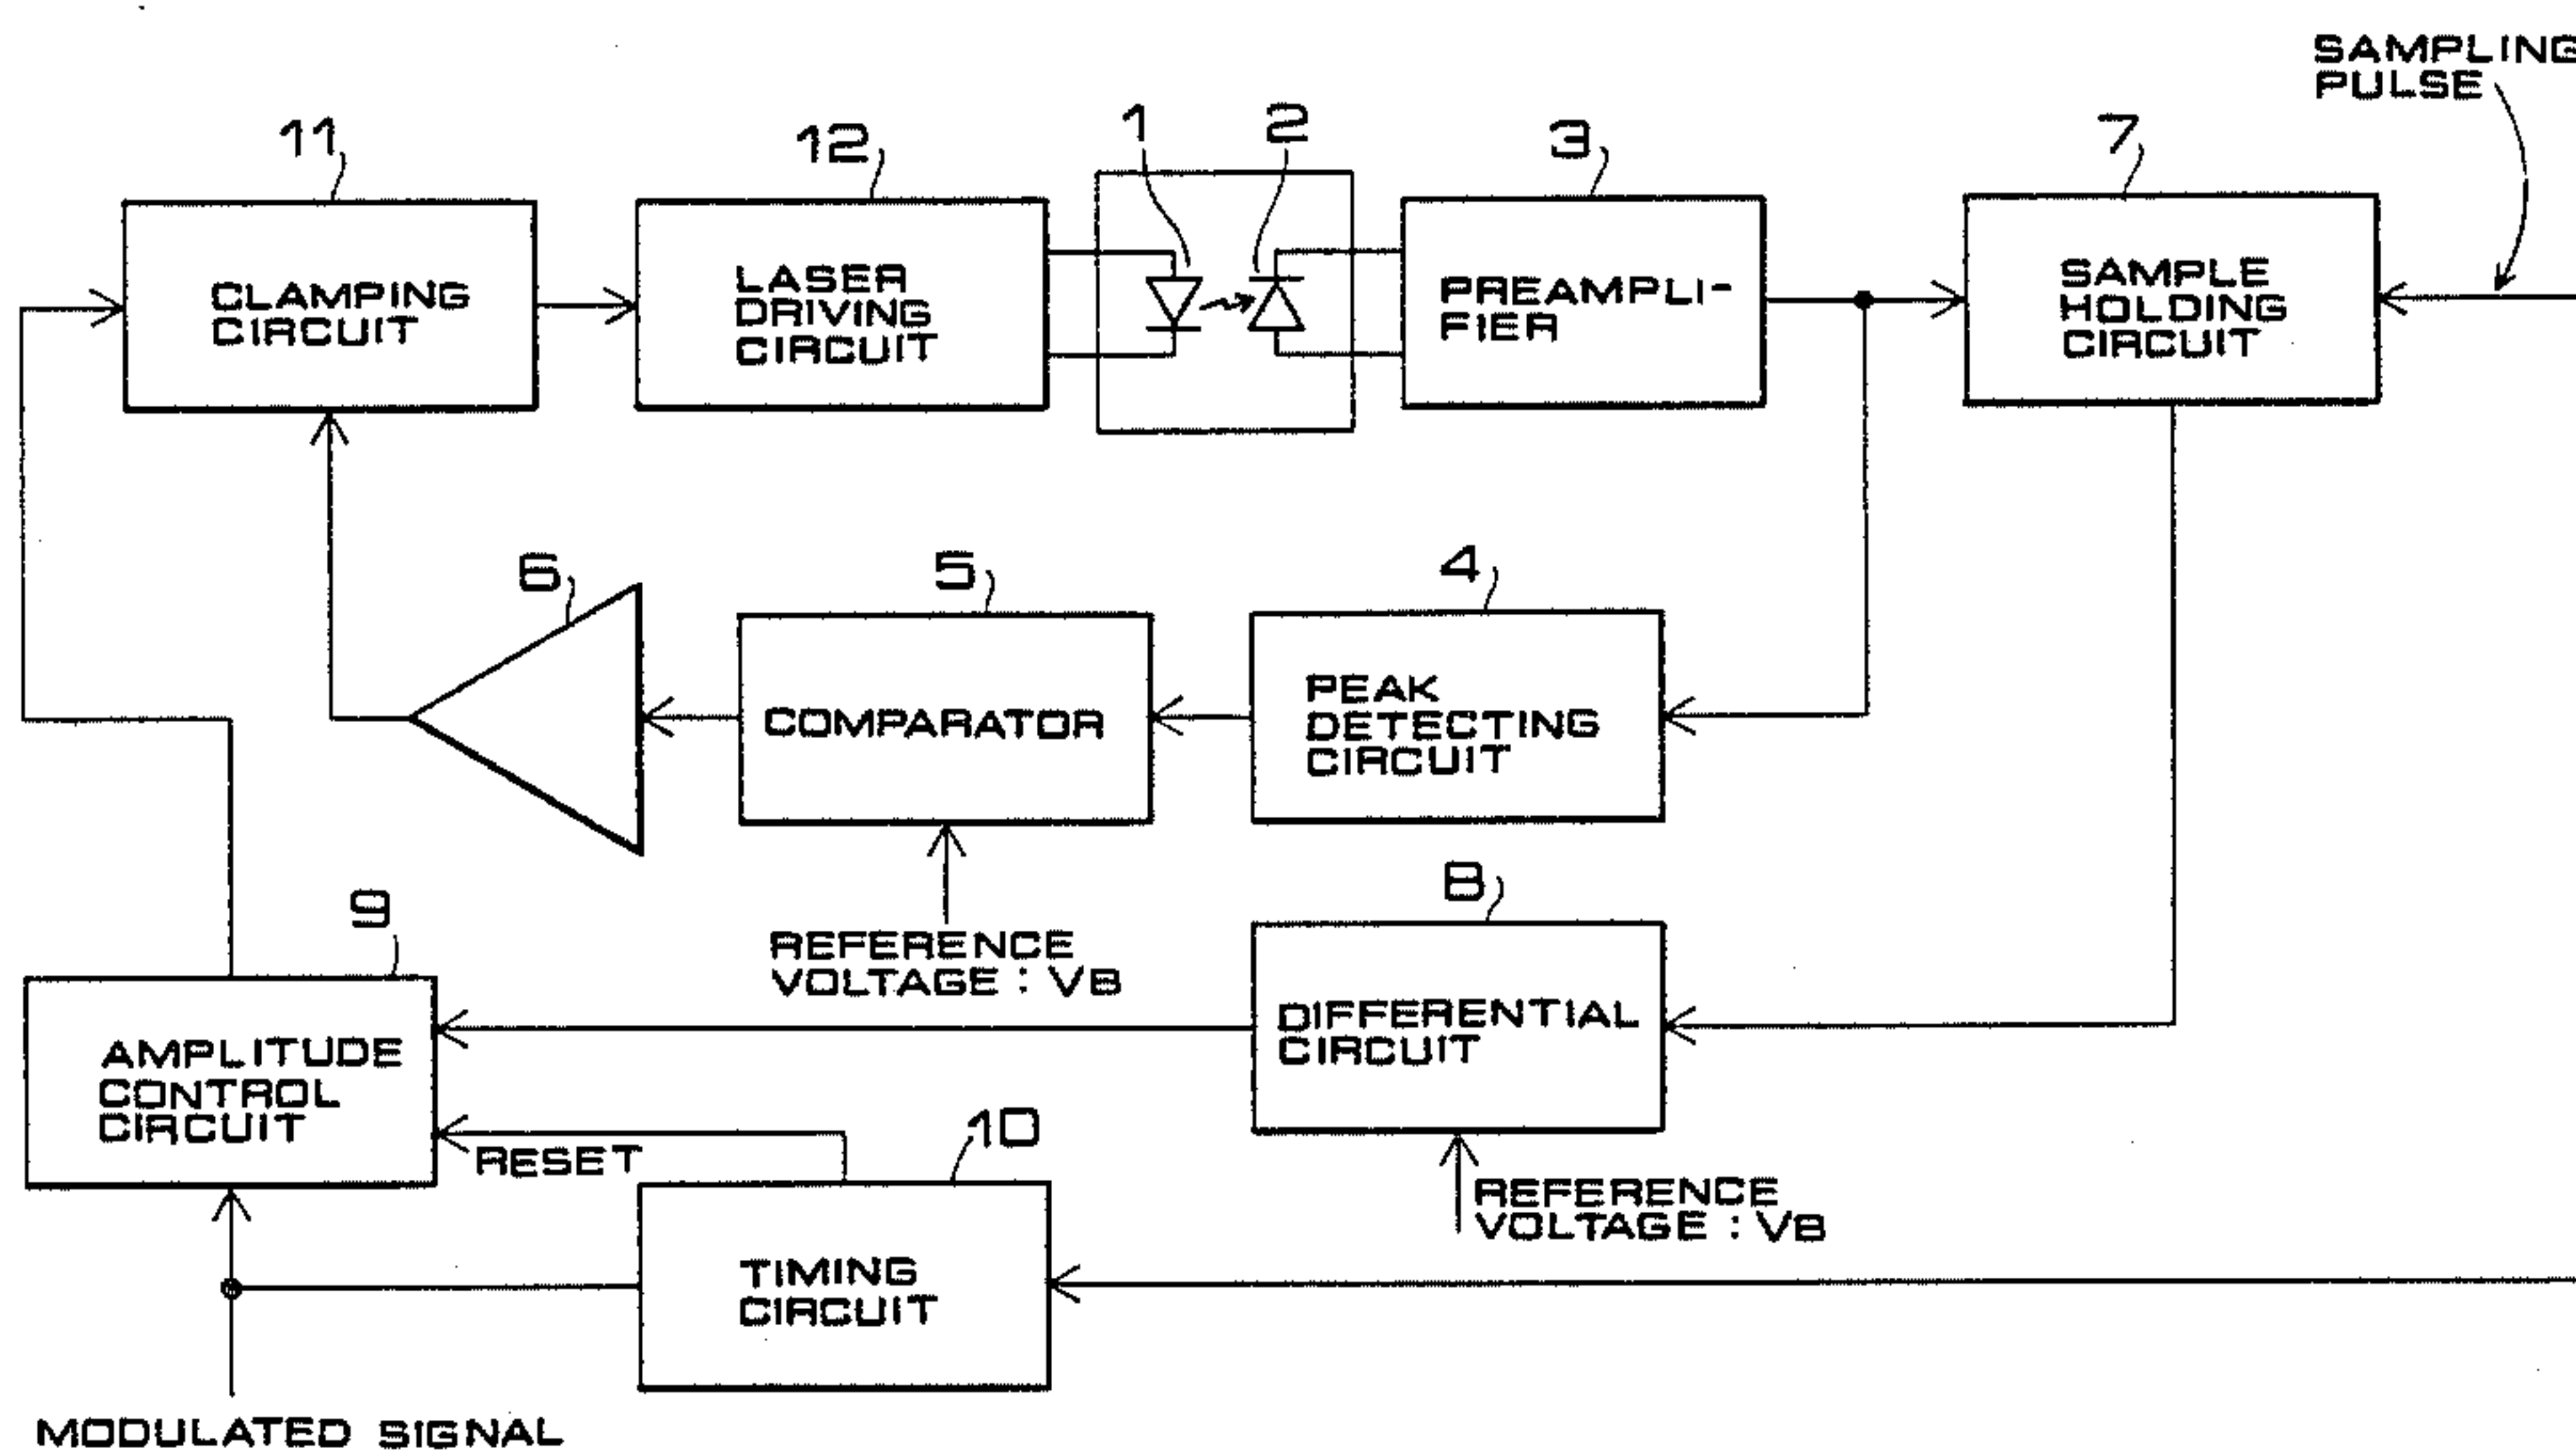 SAMPLING
PULSE
11
12
1
2
3
7
CLAMPING
CIRCUIT
LASER
DRIVING
CIRCUIT
PREAMPLI-
FIER
SAMPLE
HOLDING
CIRCUIT
6
5
4
COMPARATOR
PEAK
DETECTING
CIRCUIT
9
REFERENCE
VOLTAGE : VB
8
AMPLITUDE
CONTROL
CIRCUIT
DIFFERENTIAL
CIRCUIT
RESET
10
REFERENCE
VOLTAGE : VB
TIMING
CIRCUIT
MODULATED SIGNAL